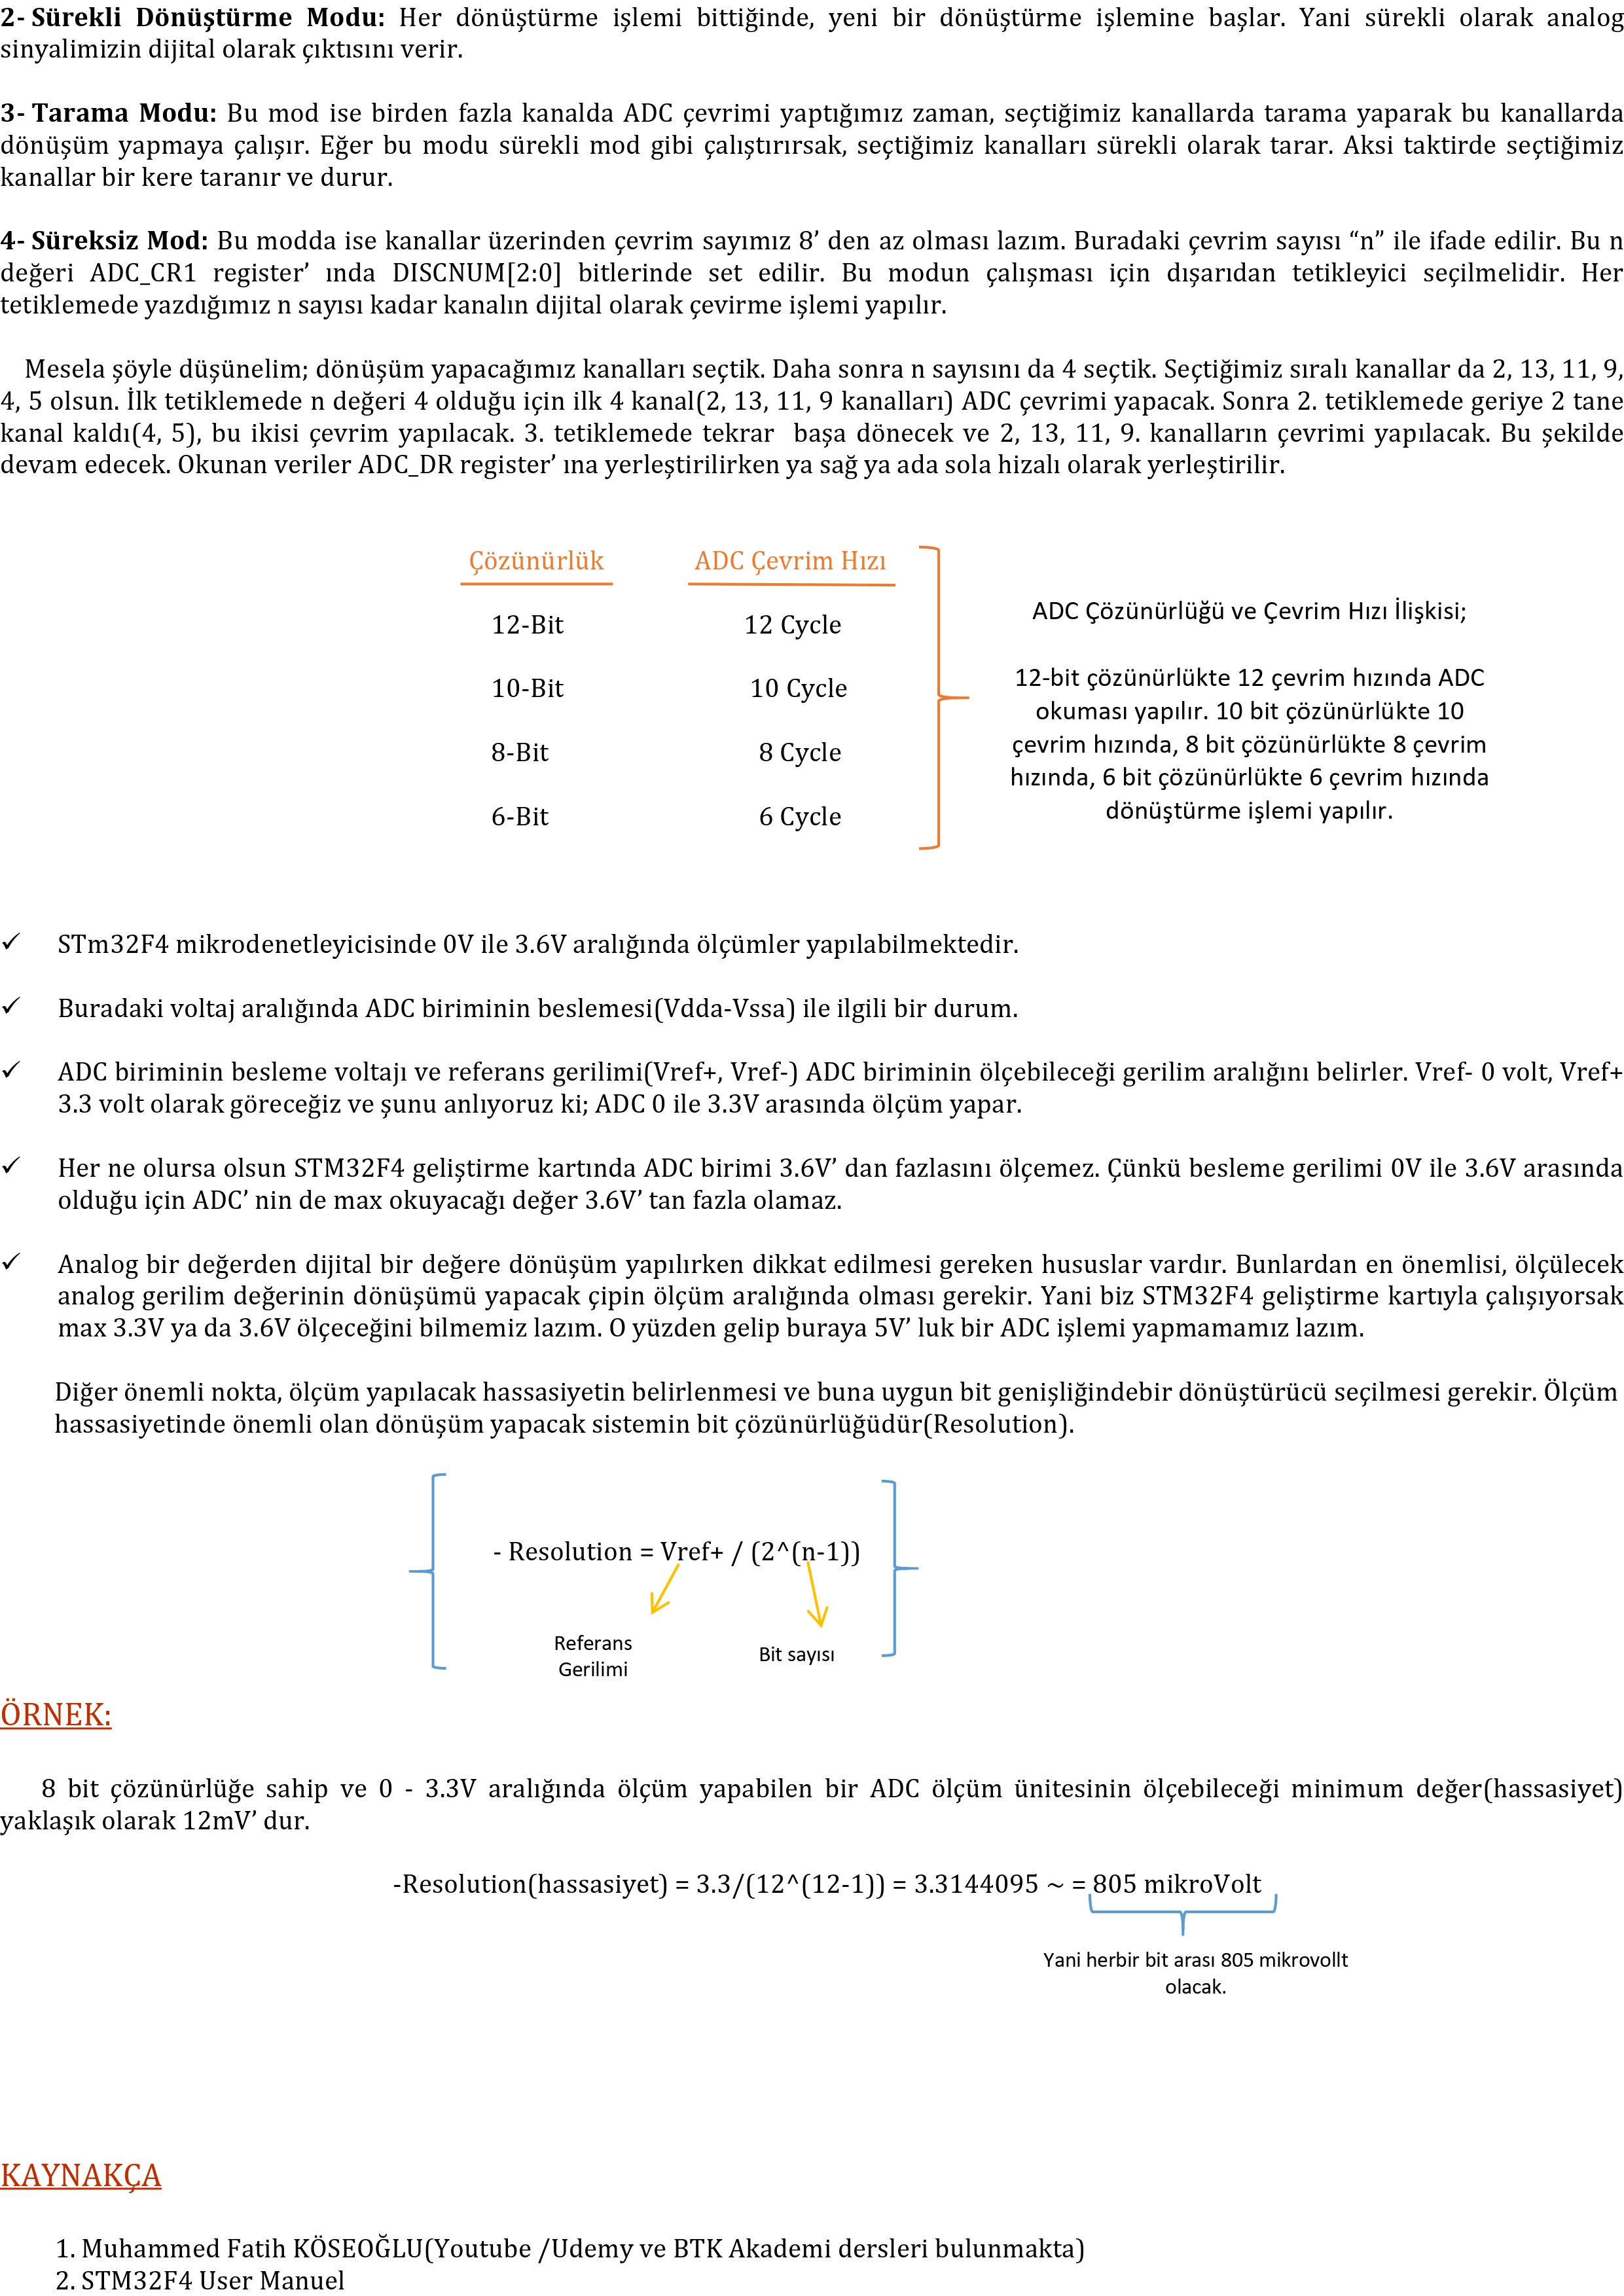 2- Sürekli Dönüştürme Modu: Her dönüştürme işlemi bittiğinde, yeni bir dönüştürme işlemine başlar. Yani sürekli olarak analog
sinyalimizin dijital olarak çıktısını verir.
3- Tarama Modu: Bu mod ise birden fazla kanalda ADC çevrimi yaptığımız zaman, seçtiğimiz kanallarda tarama yaparak bu kanallarda
dönüşüm yapmaya çalışır. Eğer bu modu sürekli mod gibi çalıştırırsak, seçtiğimiz kanalları sürekli olarak tarar. Aksi taktirde seçtiğimiz
kanallar bir kere taranır ve durur.
4- Süreksiz Mod: Bu modda ise kanallar üzerinden çevrim sayımız 8’ den az olması lazım. Buradaki çevrim sayısı “n” ile ifade edilir. Bu n
değeri ADC_CR1 register’ ında DISCNUM[2:0] bitlerinde set edilir. Bu modun çalışması için dışarıdan tetikleyici seçilmelidir. Her
tetiklemede yazdığımız n sayısı kadar kanalın dijital olarak çevirme işlemi yapılır.
Mesela şöyle düşünelim; dönüşüm yapacağımız kanalları seçtik. Daha sonra n sayısını da 4 seçtik. Seçtiğimiz sıralı kanallar da 2, 13, 11, 9,
4, 5 olsun. İlk tetiklemede n değeri 4 olduğu için ilk 4 kanal(2, 13, 11, 9 kanalları) ADC çevrimi yapacak. Sonra 2. tetiklemede geriye 2 tane
kanal kaldı(4, 5), bu ikisi çevrim yapılacak. 3. tetiklemede tekrar başa dönecek ve 2, 13, 11, 9. kanalların çevrimi yapılacak. Bu şekilde
devam edecek. Okunan veriler ADC_DR register’ ına yerleştirilirken ya sağ ya ada sola hizalı olarak yerleştirilir.
Çözünürlük ADC Çevrim Hızı
12-Bit 12 Cycle
10-Bit 10 Cycle
8-Bit 8 Cycle
6-Bit 6 Cycle
ADC Çözünürlüğü ve Çevrim Hızı İlişkisi;
12-bit çözünürlükte 12 çevrim hızında ADC
okuması yapılır. 10 bit çözünürlükte 10
çevrim hızında, 8 bit çözünürlükte 8 çevrim
hızında, 6 bit çözünürlükte 6 çevrim hızında
dönüştürme işlemi yapılır.
✓ STm32F4 mikrodenetleyicisinde 0V ile 3.6V aralığında ölçümler yapılabilmektedir.
✓ Buradaki voltaj aralığında ADC biriminin beslemesi(Vdda-Vssa) ile ilgili bir durum.
✓ ADC biriminin besleme voltajı ve referans gerilimi(Vref+, Vref-) ADC biriminin ölçebileceği gerilim aralığını belirler. Vref- 0 volt, Vref+
3.3 volt olarak göreceğiz ve şunu anlıyoruz ki; ADC 0 ile 3.3V arasında ölçüm yapar.
✓ Her ne olursa olsun STM32F4 geliştirme kartında ADC birimi 3.6V’ dan fazlasını ölçemez. Çünkü besleme gerilimi 0V ile 3.6V arasında
olduğu için ADC’ nin de max okuyacağı değer 3.6V’ tan fazla olamaz.
✓ Analog bir değerden dijital bir değere dönüşüm yapılırken dikkat edilmesi gereken hususlar vardır. Bunlardan en önemlisi, ölçülecek
analog gerilim değerinin dönüşümü yapacak çipin ölçüm aralığında olması gerekir. Yani biz STM32F4 geliştirme kartıyla çalışıyorsak
max 3.3V ya da 3.6V ölçeceğini bilmemiz lazım. O yüzden gelip buraya 5V’ luk bir ADC işlemi yapmamamız lazım.
Diğer önemli nokta, ölçüm yapılacak hassasiyetin belirlenmesi ve buna uygun bit genişliğindebir dönüştürücü seçilmesi gerekir. Ölçüm
hassasiyetinde önemli olan dönüşüm yapacak sistemin bit çözünürlüğüdür(Resolution).
- Resolution = Vref+ / (2^(n-1))
Referans
Gerilimi
Bit sayısı
ÖRNEK:
8 bit çözünürlüğe sahip ve 0 - 3.3V aralığında ölçüm yapabilen bir ADC ölçüm ünitesinin ölçebileceği minimum değer(hassasiyet)
yaklaşık olarak 12mV’ dur.
-Resolution(hassasiyet) = 3.3/(12^(12-1)) = 3.3144095 ~ = 805 mikroVolt
Yani herbir bit arası 805 mikrovollt
olacak.
KAYNAKÇA
1. Muhammed Fatih KÖSEOĞLU(Youtube /Udemy ve BTK Akademi dersleri bulunmakta)
2. STM32F4 User Manuel